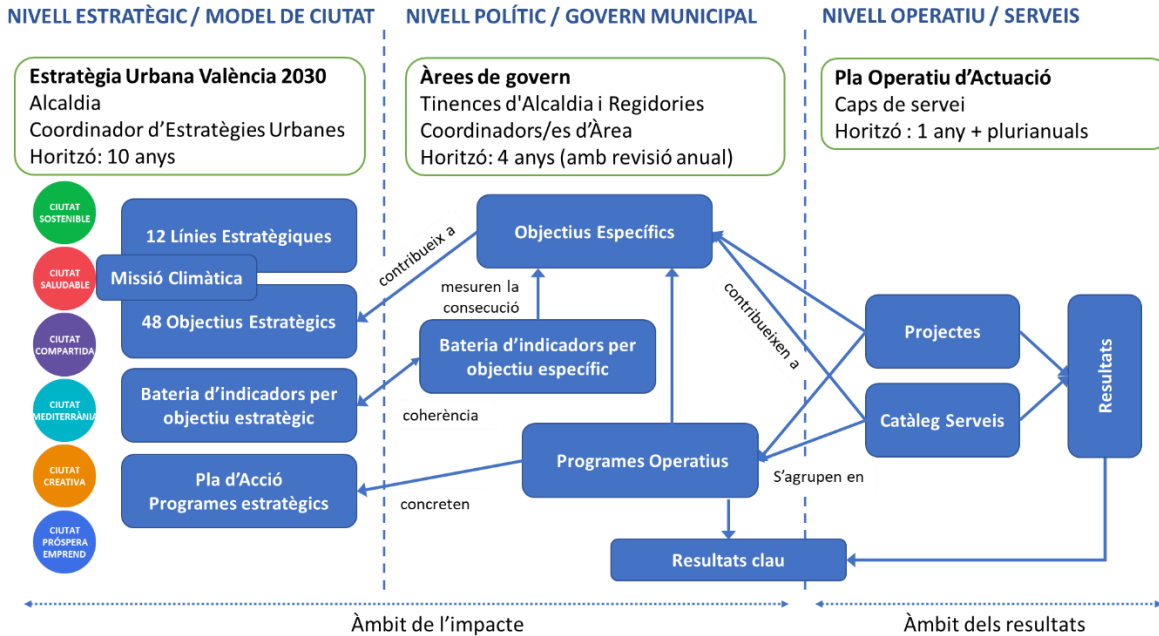 NIVELL ESTRATÈGIC / MODEL DE CIUTAT
NIVELL POLÍTIC / GOVERN MUNICIPAL
NIVELL OPERATIU / SERVEIS
Estratègia Urbana València 2030
Alcaldia
Coordinador d'Estratègies Urbanes
Horitzó: 10 anys
Àrees de govern
Tinences d'Alcaldia i Regidories
Coordinadors/es d'Àrea
Horitzó: 4 anys (amb revisió anual)
Pla Operatiu d'Actuació
Caps de servei
Horitzó : 1 any + plurianuals
CIUTAT
SOSTENIBLE
CIUTAT
SALUDABLE
CIUTAT
COMPARTIDA
CIUTAT
MEDITERRÀNIA
CIUTAT
CREATIVA
CIUTAT
PRÓSPERA
EMPREND
12 Línies Estratègiques
Missió Climàtica
48 Objectius Estratègics
Bateria d'indicadors per
objectiu estratègic
Pla d'Acció
Programes estratègics
contribueix a
Objectius Específics
mesuren la
consecució
Bateria d'indicadors per
objectiu específic
coherència
Programes Operatius
concreten
Resultats clau
contribueixen a
S'agrupen en
Projectes
Catàleg Serveis
Resultats
Àmbit de l'impacte
Àmbit dels resultats